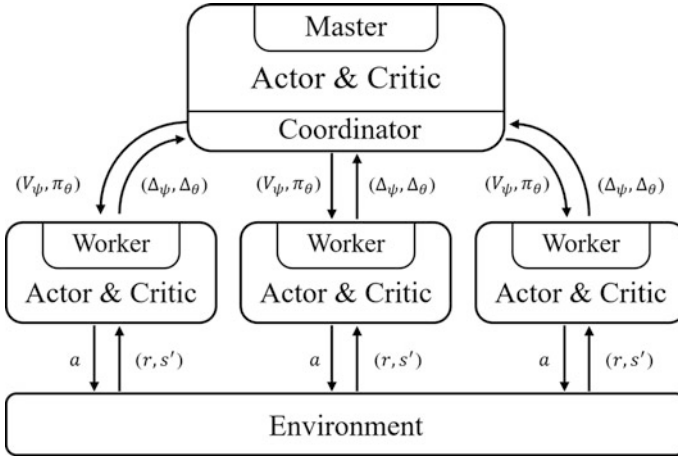 Master
Actor & Critic
Coordinator
(V_ψ, π_θ) (Δ_ψ, Δ_θ) (V_ψ, π_θ) (Δ_ψ, Δ_θ) (V_ψ, π_θ) (Δ_ψ, Δ_θ)
Worker Worker Worker
Actor & Critic Actor & Critic Actor & Critic
a (r, s′) a (r, s′) a (r, s′)
Environment